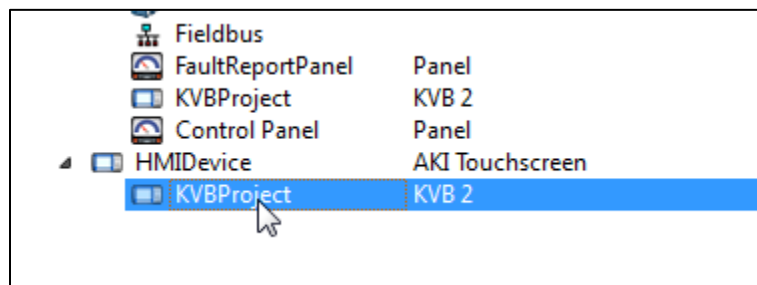 Fieldbus
FaultReportPanel Panel
KVBProject KVB 2
Control Panel Panel
HMIDevice AKI Touchscreen
KVBProject KVB 2